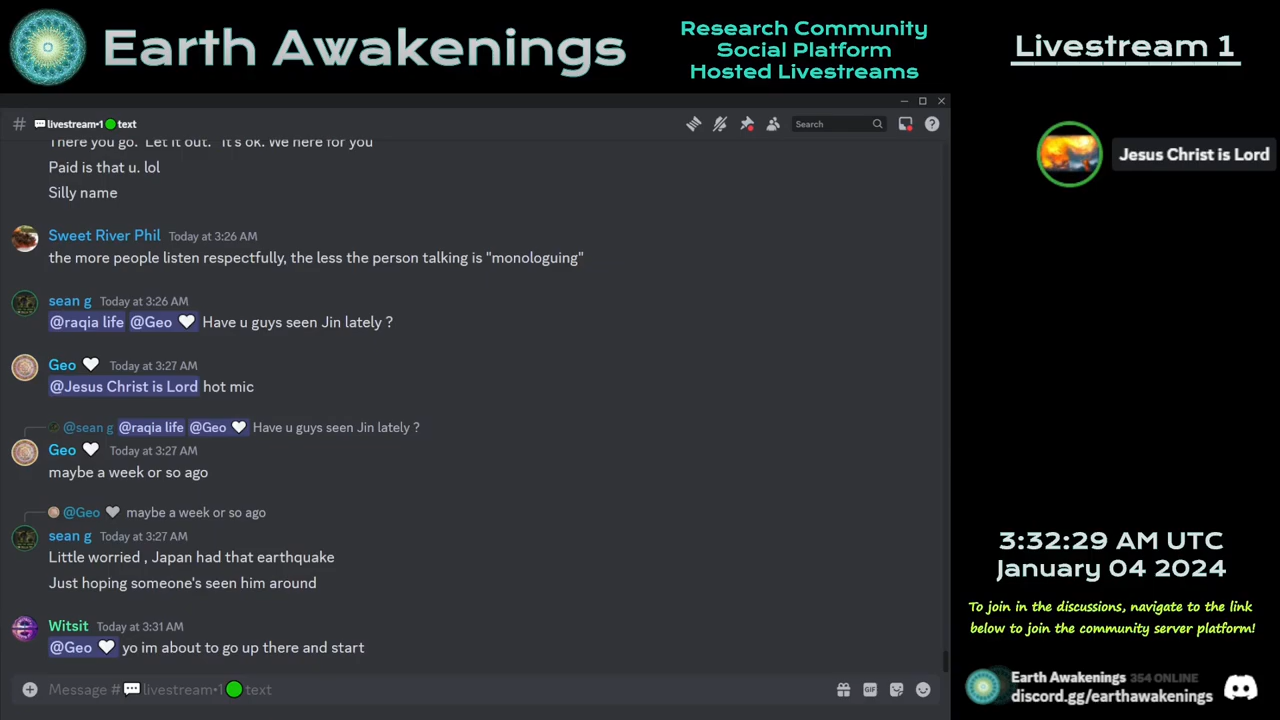 Earth Awakenings
Research Community
Social Platform
Hosted Livestreams
Livestream 1
# livestream•1 text
Search
There you go. Let it out. It's ok. We here for you
Paid is that u. lol
Silly name
Sweet River Phil Today at 3:26 AM
the more people listen respectfully, the less the person talking is "monologuing"
sean g Today at 3:26 AM
@raqia life @Geo 🤍 Have u guys seen Jin lately ?
Geo 🤍 Today at 3:27 AM
@Jesus Christ is Lord hot mic
@sean g @raqia life @Geo 🤍 Have u guys seen Jin lately ?
Geo 🤍 Today at 3:27 AM
maybe a week or so ago
@Geo 🤍 maybe a week or so ago
sean g Today at 3:27 AM
Little worried , Japan had that earthquake
Just hoping someone's seen him around
Witsit Today at 3:31 AM
@Geo 🤍 yo im about to go up there and start
Message # 💬livestream•1🟢text
GIF
Jesus Christ is Lord
3:32:29 AM UTC
January 04 2024
To join in the discussions, navigate to the link
below to join the community server platform!
Earth Awakenings 354 ONLINE
discord.gg/earthawakenings